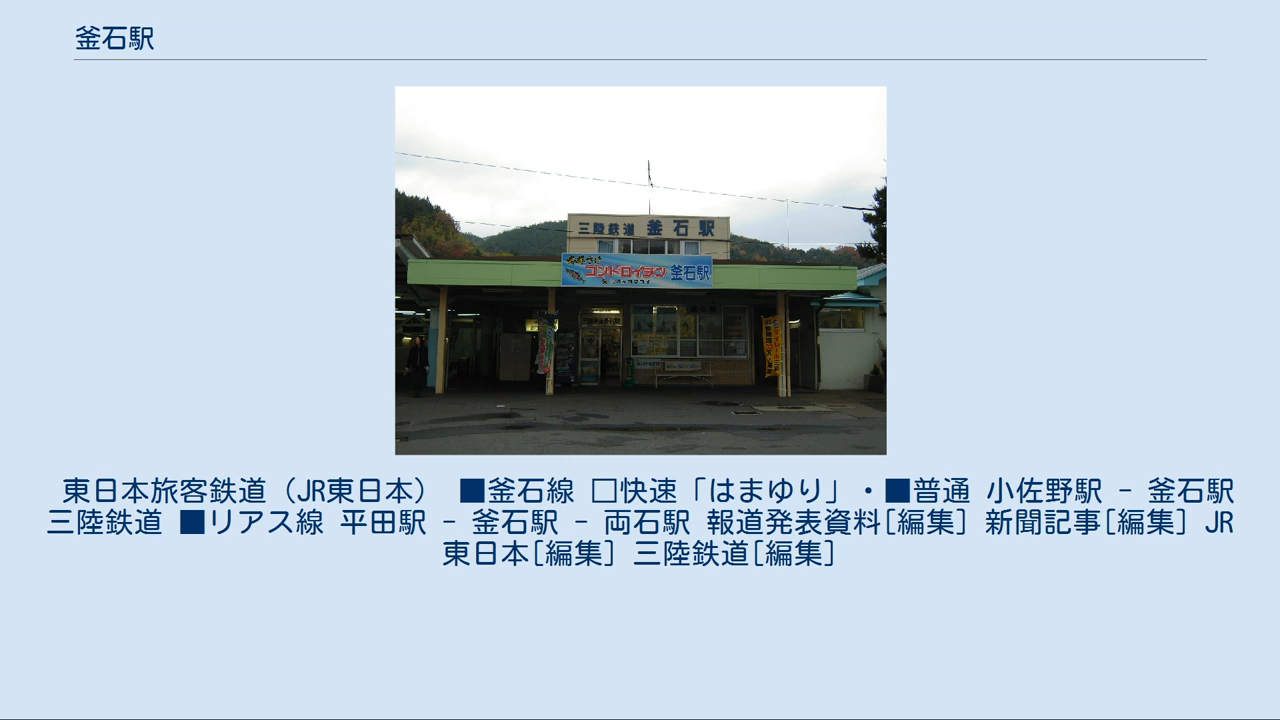 釜石駅
三陸鉄道 釜石駅
コンドロイチン 釜石駅
東日本旅客鉄道（JR東日本） ■釜石線 □快速「はまゆり」・■普通 小佐野駅 - 釜石駅
三陸鉄道 ■リアス線 平田駅 - 釜石駅 - 両石駅 報道発表資料[編集] 新聞記事[編集] JR
東日本[編集] 三陸鉄道[編集]